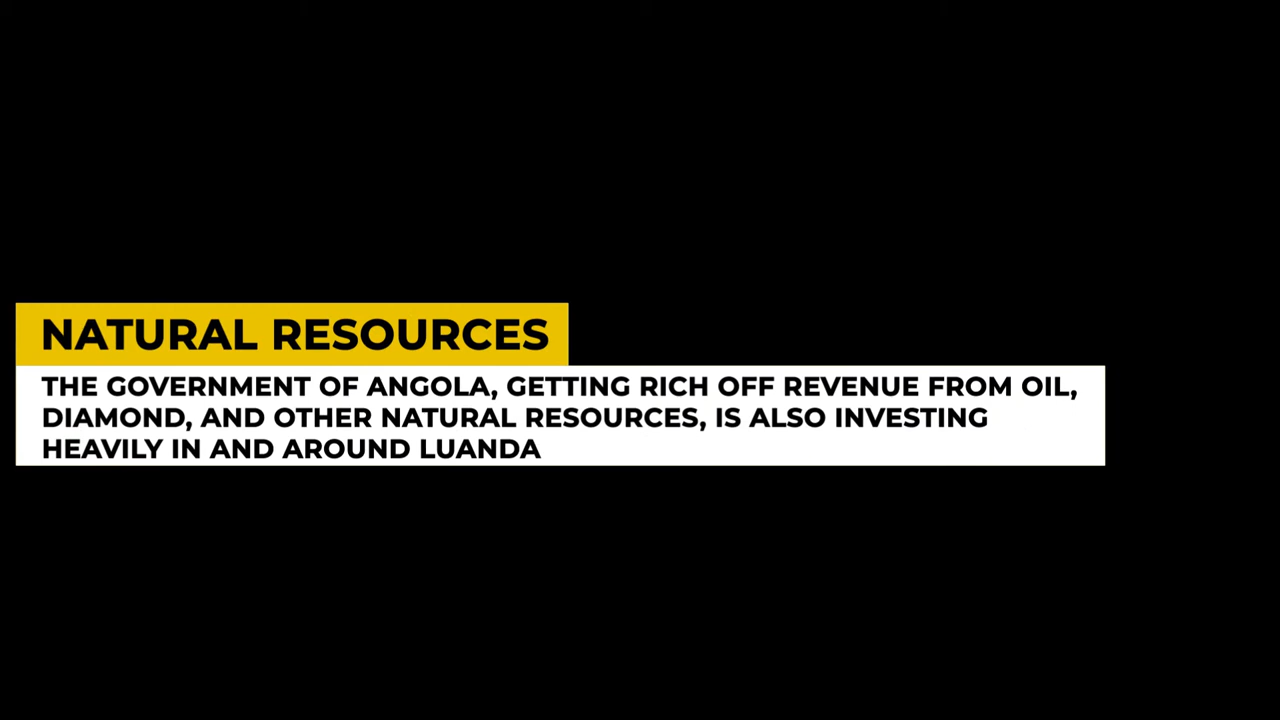 NATURAL RESOURCES
THE GOVERNMENT OF ANGOLA, GETTING RICH OFF REVENUE FROM OIL,
DIAMOND, AND OTHER NATURAL RESOURCES, IS ALSO INVESTING
HEAVILY IN AND AROUND LUANDA